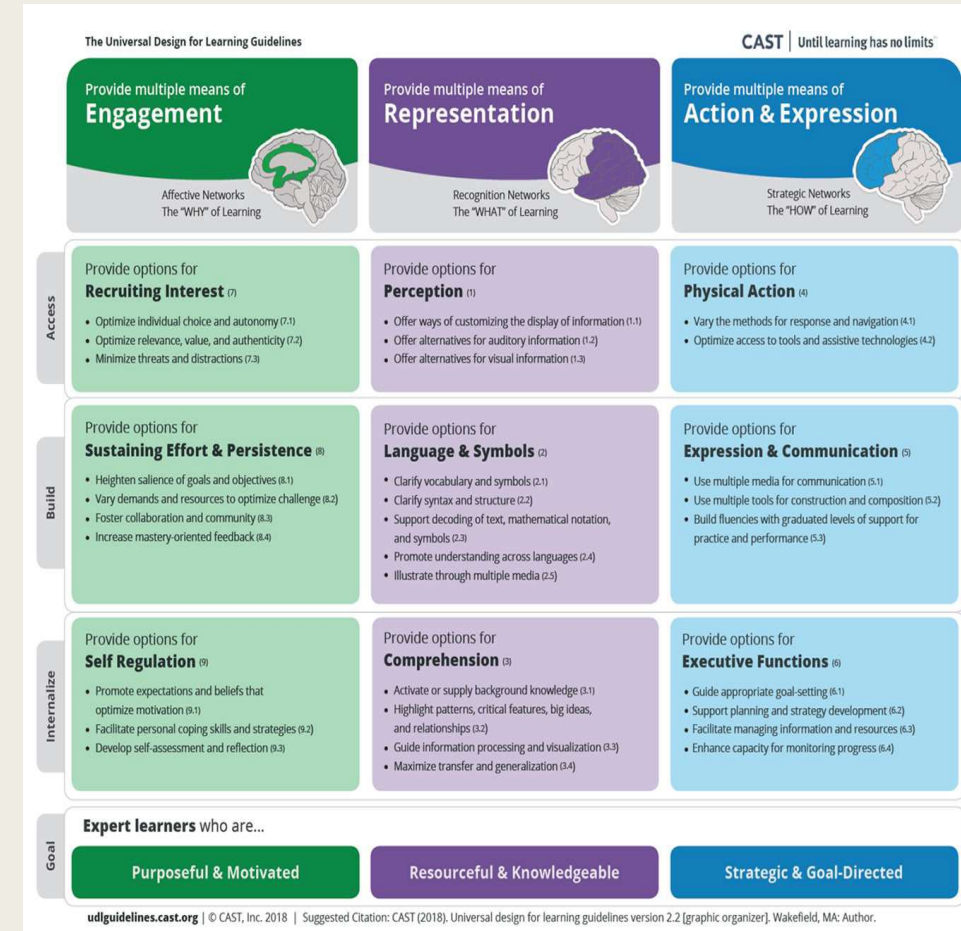 The Universal Design for Learning Guidelines
CAST | Until learning has no limits
Provide multiple means of
Engagement
Affective Networks
The "WHY" of Learning
Provide multiple means of
Representation
Recognition Networks
The "WHAT" of Learning
Provide multiple means of
Action & Expression
Strategic Networks
The "HOW" of Learning
Access
Provide options for
Recruiting Interest (7)
• Optimize individual choice and autonomy (7.1)
• Optimize relevance, value, and authenticity (7.2)
• Minimize threats and distractions (7.3)
Provide options for
Perception (1)
• Offer ways of customizing the display of information (1.1)
• Offer alternatives for auditory information (1.2)
• Offer alternatives for visual information (1.3)
Provide options for
Physical Action (4)
• Vary the methods for response and navigation (4.1)
• Optimize access to tools and assistive technologies (4.2)
Build
Provide options for
Sustaining Effort & Persistence (8)
• Heighten salience of goals and objectives (8.1)
• Vary demands and resources to optimize challenge (8.2)
• Foster collaboration and community (8.3)
• Increase mastery-oriented feedback (8.4)
Provide options for
Language & Symbols (2)
• Clarify vocabulary and symbols (2.1)
• Clarify syntax and structure (2.2)
• Support decoding of text, mathematical notation,
and symbols (2.3)
• Promote understanding across languages (2.4)
• Illustrate through multiple media (2.5)
Provide options for
Expression & Communication (5)
• Use multiple media for communication (5.1)
• Use multiple tools for construction and composition (5.2)
• Build fluencies with graduated levels of support for
practice and performance (5.3)
Internalize
Provide options for
Self Regulation (9)
• Promote expectations and beliefs that
optimize motivation (9.1)
• Facilitate personal coping skills and strategies (9.2)
• Develop self-assessment and reflection (9.3)
Provide options for
Comprehension (3)
• Activate or supply background knowledge (3.1)
• Highlight patterns, critical features, big ideas,
and relationships (3.2)
• Guide information processing and visualization (3.3)
• Maximize transfer and generalization (3.4)
Provide options for
Executive Functions (6)
• Guide appropriate goal-setting (6.1)
• Support planning and strategy development (6.2)
• Facilitate managing information and resources (6.3)
• Enhance capacity for monitoring progress (6.4)
Goal
Expert learners who are...
Purposeful & Motivated
Resourceful & Knowledgeable
Strategic & Goal-Directed
udlguidelines.cast.org | © CAST, Inc. 2018 | Suggested Citation: CAST (2018). Universal design for learning guidelines version 2.2 [graphic organizer]. Wakefield, MA: Author.